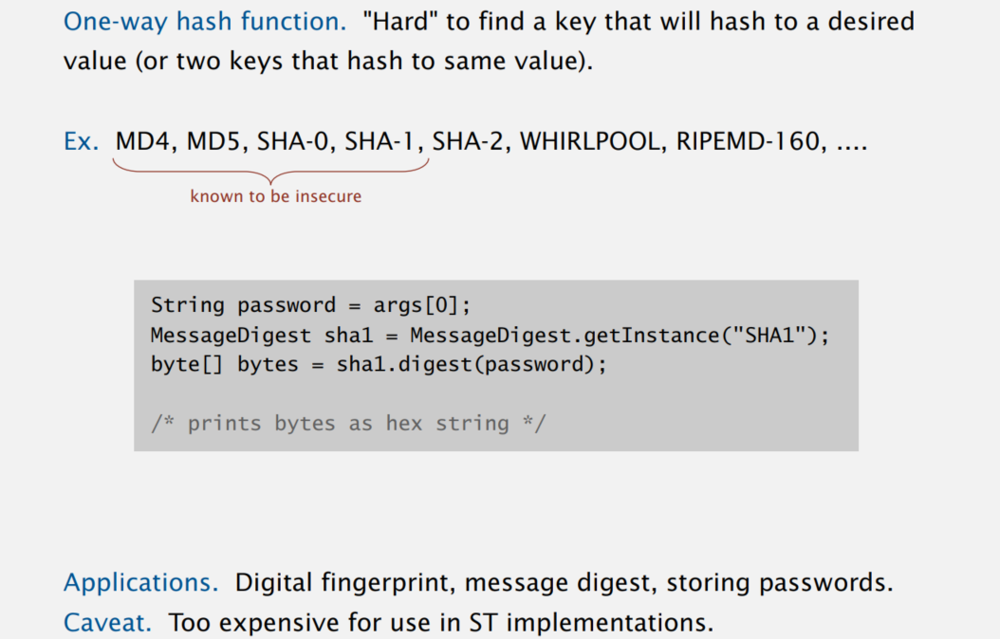 One-way hash function. "Hard" to find a key that will hash to a desired
value (or two keys that hash to same value).
Ex. MD4, MD5, SHA-0, SHA-1, SHA-2, WHIRLPOOL, RIPEMD-160, ....
known to be insecure
String password = args[0];
MessageDigest sha1 = MessageDigest.getInstance("SHA1");
byte[] bytes = sha1.digest(password);
/* prints bytes as hex string */
Applications. Digital fingerprint, message digest, storing passwords.
Caveat. Too expensive for use in ST implementations.